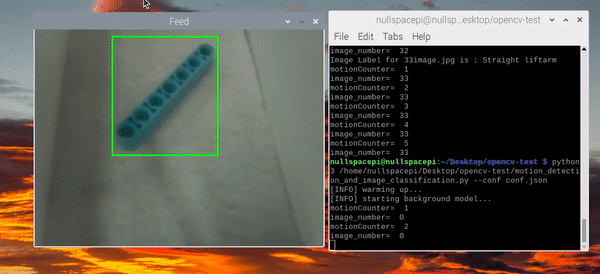 Feed
nullspacepi@nullsp...esktop/opencv-test
File Edit Tabs Help
image_number= 32
Image Label for 33image.jpg is : Straight liftarm
motionCounter= 1
image_number= 33
motionCounter= 2
image_number= 33
motionCounter= 3
image_number= 33
motionCounter= 4
image_number= 33
motionCounter= 5
image_number= 33
nullspacepi@nullspacepi:~/Desktop/opencv-test $ python
3 /home/nullspacepi/Desktop/opencv-test/motion_detecti
on_and_image_classification.py --conf conf.json
[INFO] warming up...
[INFO] starting background model...
motionCounter= 1
image_number= 0
motionCounter= 2
image_number= 0